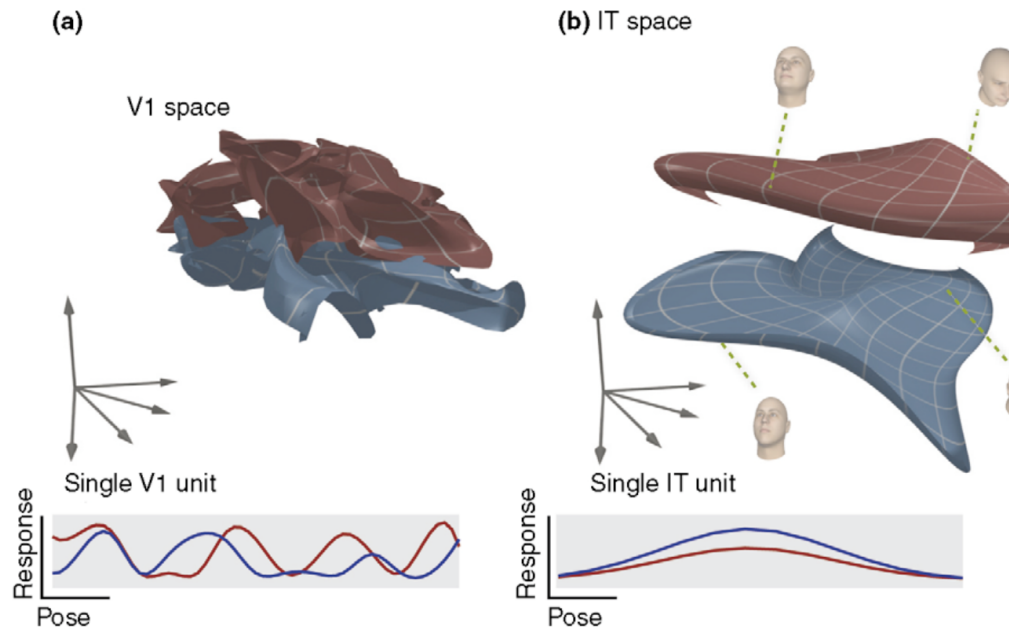 (a)
(b) IT space
V1 space
Single V1 unit
Single IT unit
Response
Pose
Response
Pose